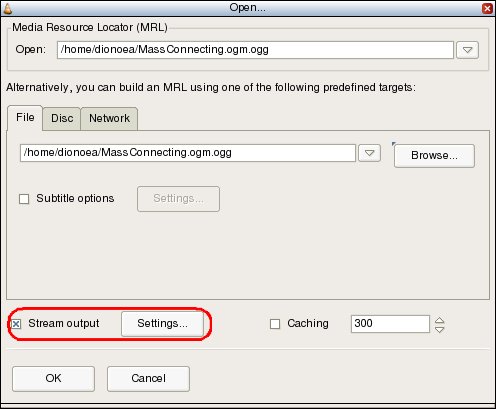 Open...
Media Resource Locator (MRL)
Open: /home/dionoea/MassConnecting.ogm.ogg
Alternatively, you can build an MRL using one of the following predefined targets:
File Disc Network
/home/dionoea/MassConnecting.ogm.ogg Browse...
Subtitle options Settings...
Stream output Settings... Caching 300
OK Cancel